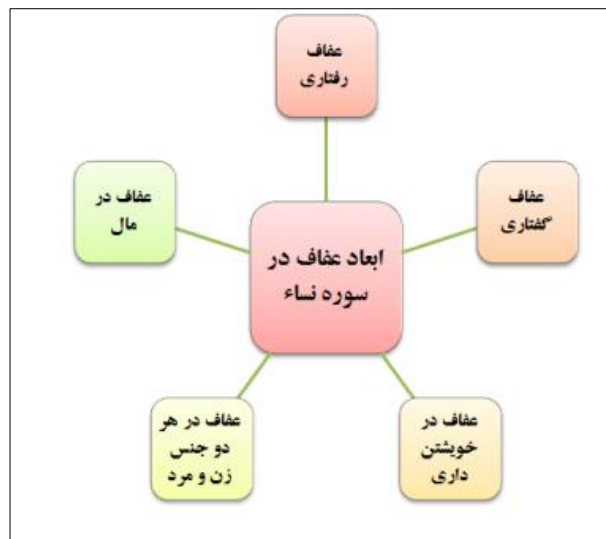 عفاف
رفتاری
عفاف
گفتاری
عفاف در
مال
ابعاد عفاف در
سوره نساء
عفاف در
خویشتن
داری
عفاف در هر
دو جنس
زن و مرد